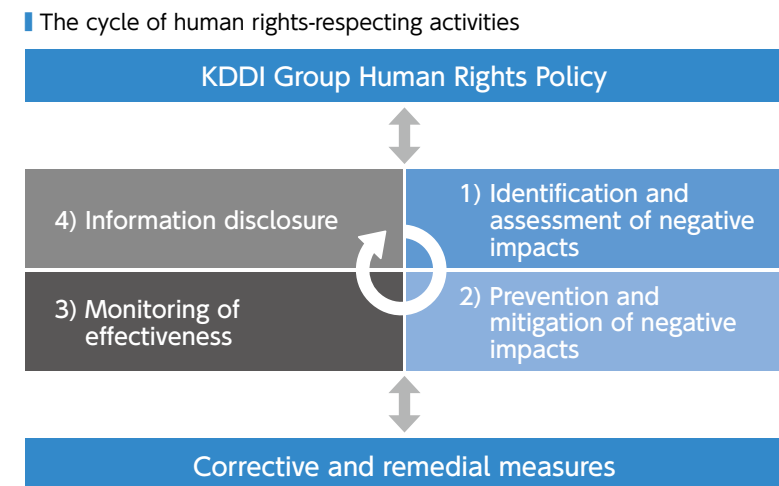 The cycle of human rights-respecting activities
KDDI Group Human Rights Policy
4) Information disclosure
1) Identification and
assessment of negative
impacts
3) Monitoring of
effectiveness
2) Prevention and
mitigation of negative
impacts
Corrective and remedial measures